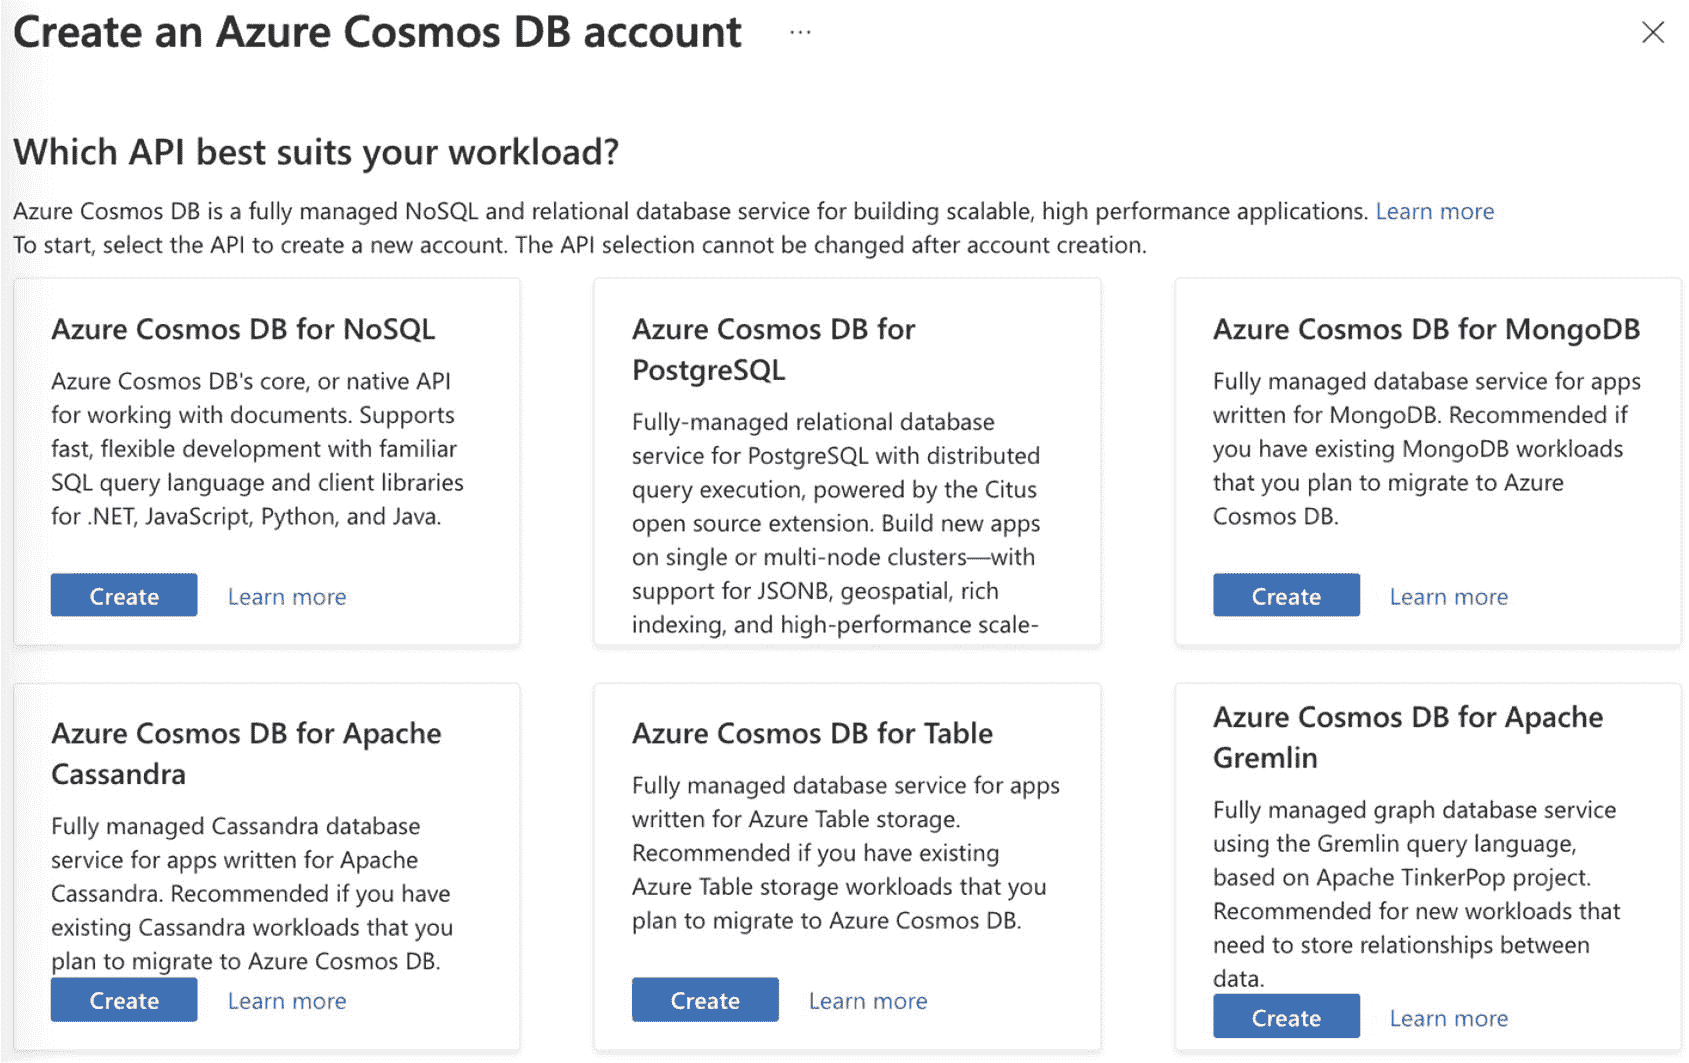 Create an Azure Cosmos DB account ...
Which API best suits your workload?
Azure Cosmos DB is a fully managed NoSQL and relational database service for building scalable, high performance applications. Learn more
To start, select the API to create a new account. The API selection cannot be changed after account creation.
Azure Cosmos DB for NoSQL
Azure Cosmos DB's core, or native API
for working with documents. Supports
fast, flexible development with familiar
SQL query language and client libraries
for .NET, JavaScript, Python, and Java.
Create Learn more
Azure Cosmos DB for
PostgreSQL
Fully-managed relational database
service for PostgreSQL with distributed
query execution, powered by the Citus
open source extension. Build new apps
on single or multi-node clusters—with
support for JSONB, geospatial, rich
indexing, and high-performance scale-
Azure Cosmos DB for MongoDB
Fully managed database service for apps
written for MongoDB. Recommended if
you have existing MongoDB workloads
that you plan to migrate to Azure
Cosmos DB.
Create Learn more
Azure Cosmos DB for Apache
Cassandra
Fully managed Cassandra database
service for apps written for Apache
Cassandra. Recommended if you have
existing Cassandra workloads that you
plan to migrate to Azure Cosmos DB.
Create Learn more
Azure Cosmos DB for Table
Fully managed database service for apps
written for Azure Table storage.
Recommended if you have existing
Azure Table storage workloads that you
plan to migrate to Azure Cosmos DB.
Create Learn more
Azure Cosmos DB for Apache
Gremlin
Fully managed graph database service
using the Gremlin query language,
based on Apache TinkerPop project.
Recommended for new workloads that
need to store relationships between
data.
Create Learn more